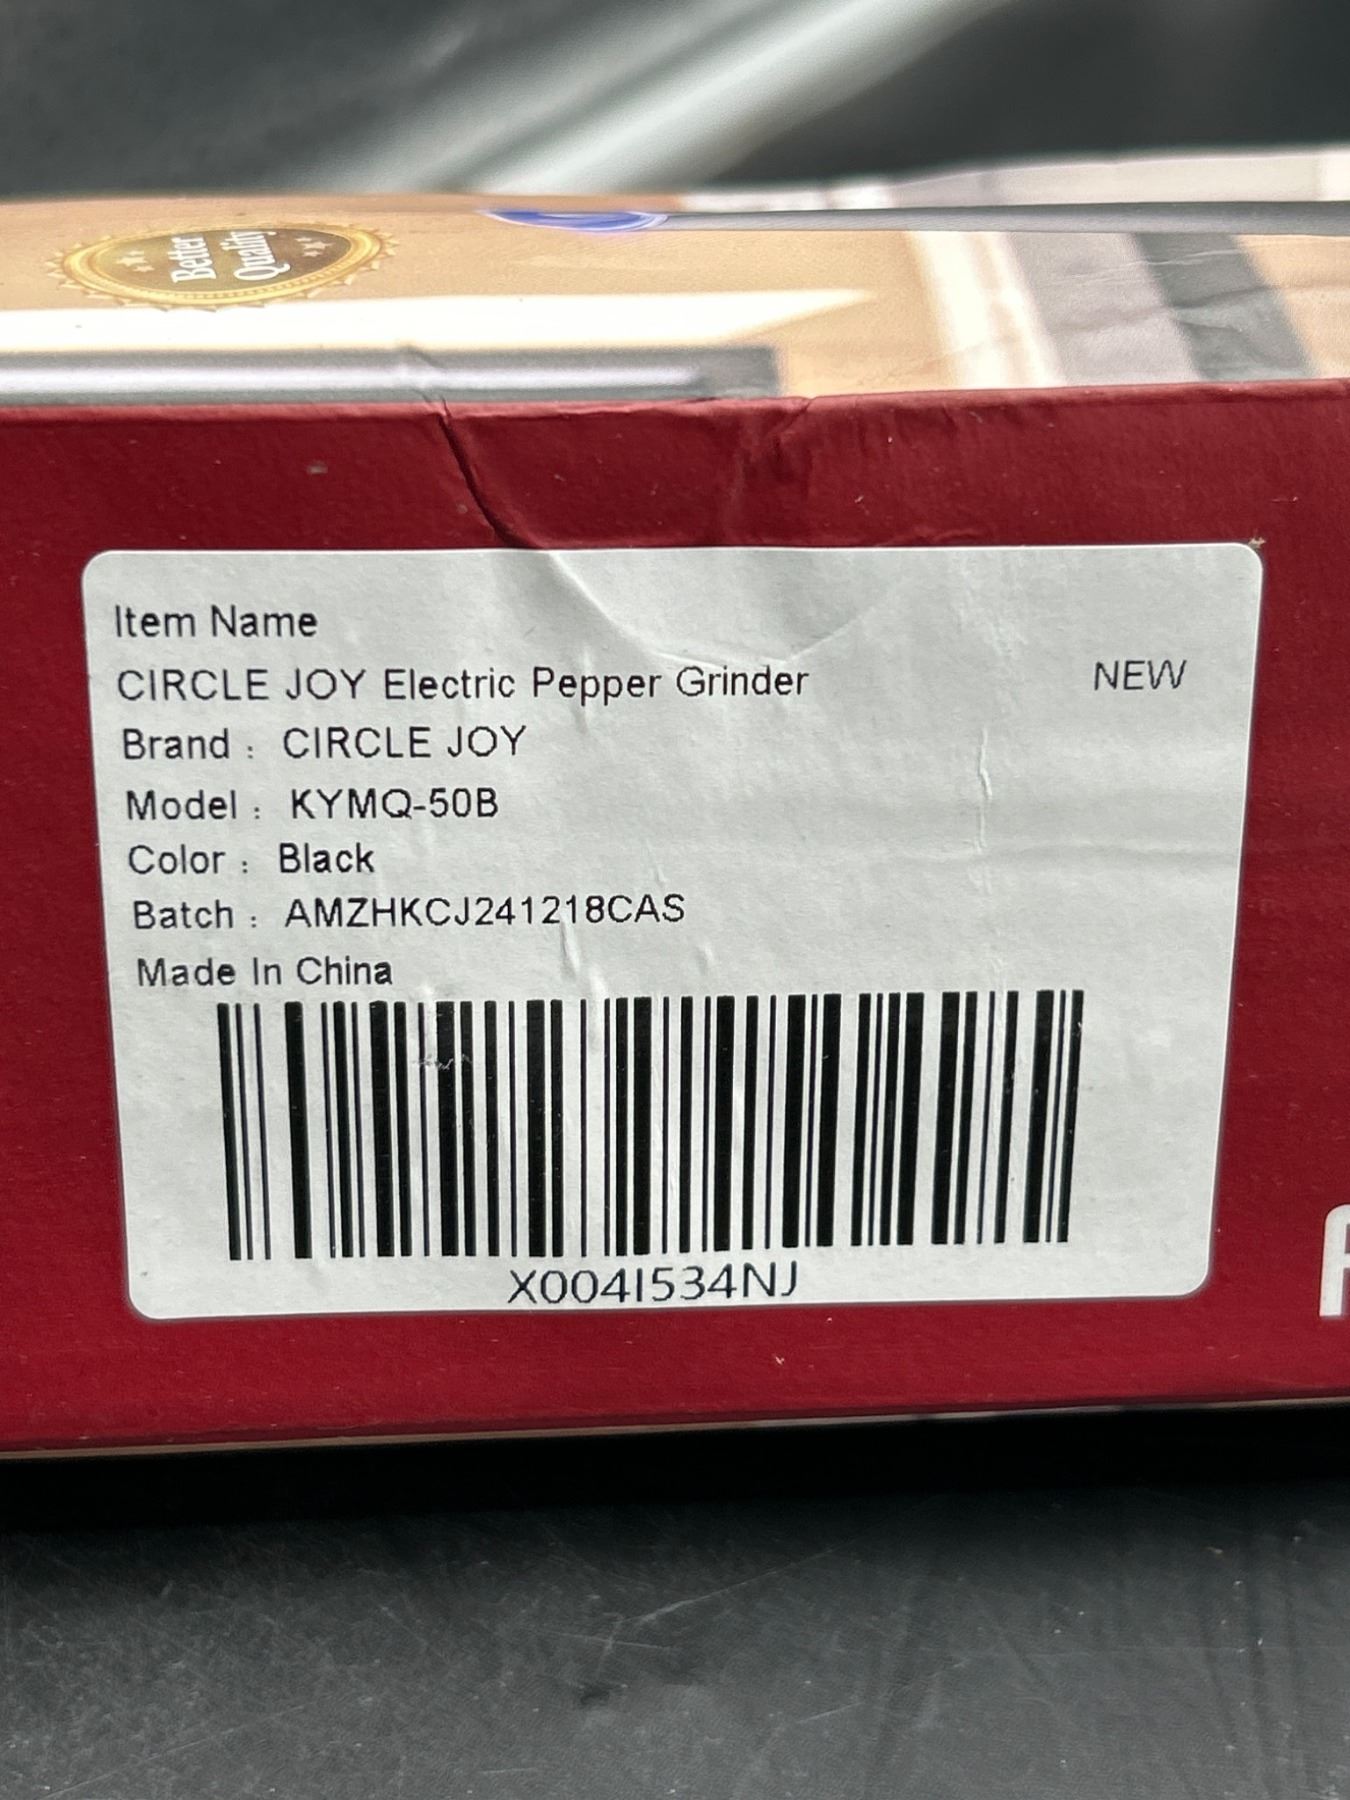 Better
Quality
Item Name
CIRCLE JOY Electric Pepper Grinder
NEW
Brand : CIRCLE JOY
Model : KYMQ-50B
Color : Black
Batch : AMZHKCJ241218CAS
Made In China
X004I534NJ